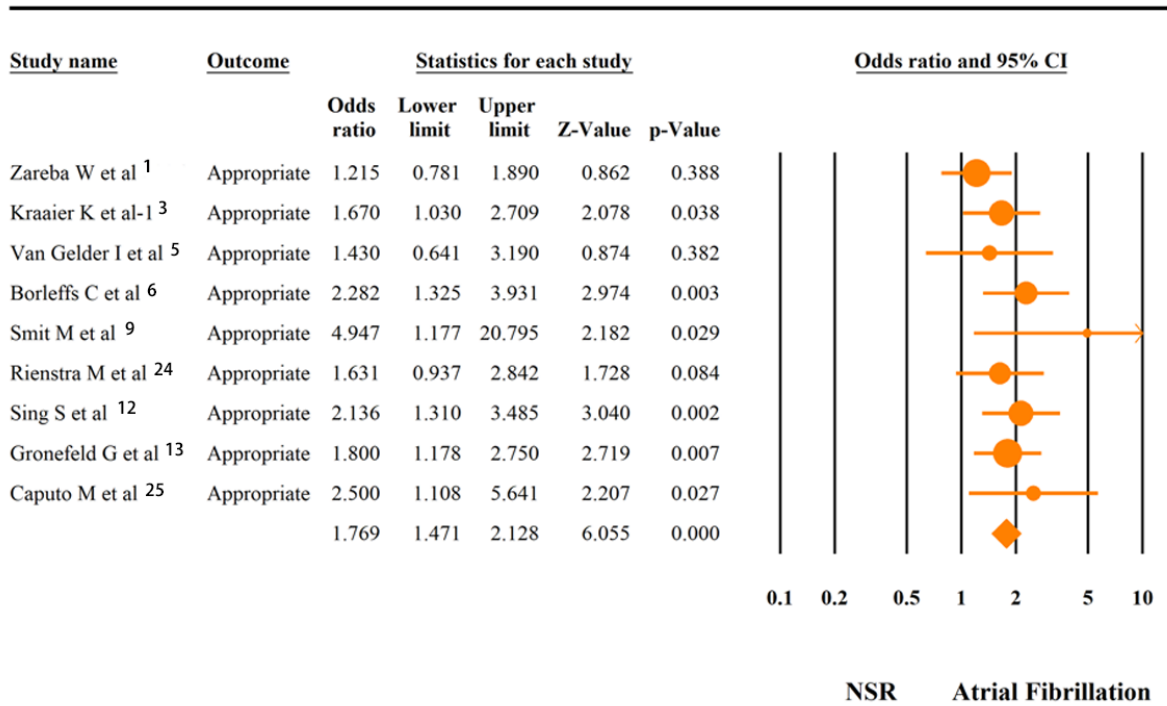 Study name Outcome Statistics for each study Odds ratio and 95% CI
Odds ratio Lower limit Upper limit Z-Value p-Value
Zareba W et al 1 Appropriate 1.215 0.781 1.890 0.862 0.388
Kraaier K et al-1 3 Appropriate 1.670 1.030 2.709 2.078 0.038
Van Gelder I et al 5 Appropriate 1.430 0.641 3.190 0.874 0.382
Borleffs C et al 6 Appropriate 2.282 1.325 3.931 2.974 0.003
Smit M et al 9 Appropriate 4.947 1.177 20.795 2.182 0.029
Rienstra M et al 24 Appropriate 1.631 0.937 2.842 1.728 0.084
Sing S et al 12 Appropriate 2.136 1.310 3.485 3.040 0.002
Gronefeld G et al 13 Appropriate 1.800 1.178 2.750 2.719 0.007
Caputo M et al 25 Appropriate 2.500 1.108 5.641 2.207 0.027
1.769 1.471 2.128 6.055 0.000
0.1 0.2 0.5 1 2 5 10
NSR Atrial Fibrillation